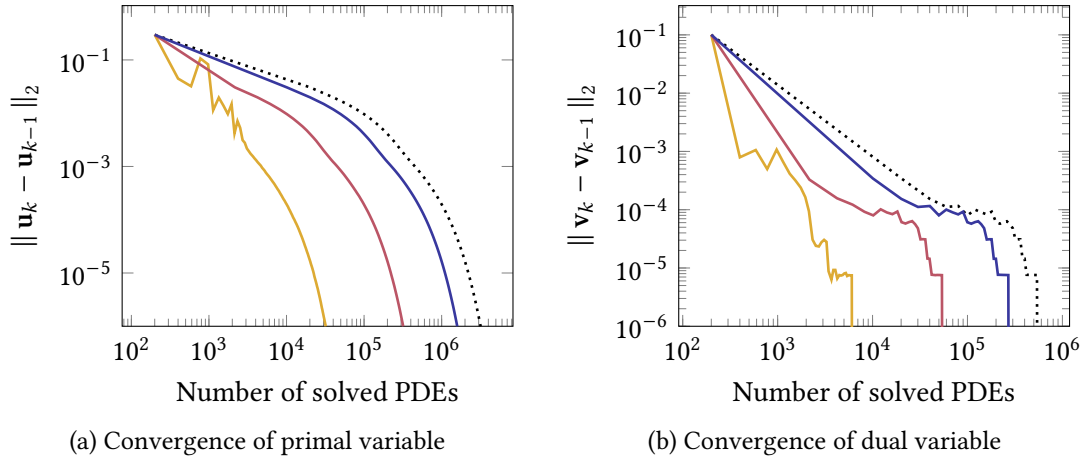 ∥ u_k − u_{k−1} ∥_2
10^{−1}
10^{−3}
10^{−5}
10^2 10^3 10^4 10^5 10^6
Number of solved PDEs
(a) Convergence of primal variable
∥ v_k − v_{k−1} ∥_2
10^{−1}
10^{−2}
10^{−3}
10^{−4}
10^{−5}
10^{−6}
10^2 10^3 10^4 10^5 10^6
Number of solved PDEs
(b) Convergence of dual variable